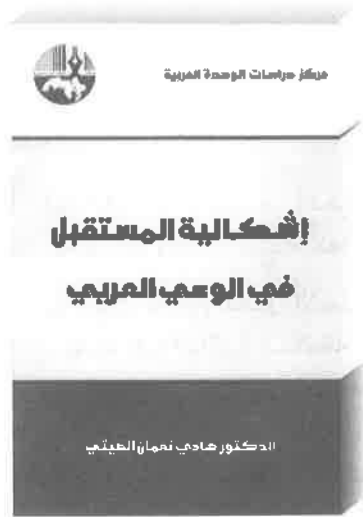 مركز دراسات الوحدة العربية
إشكالية المستقبل
في الوعي العربي
الدكتور هادي نعمان الهيتي